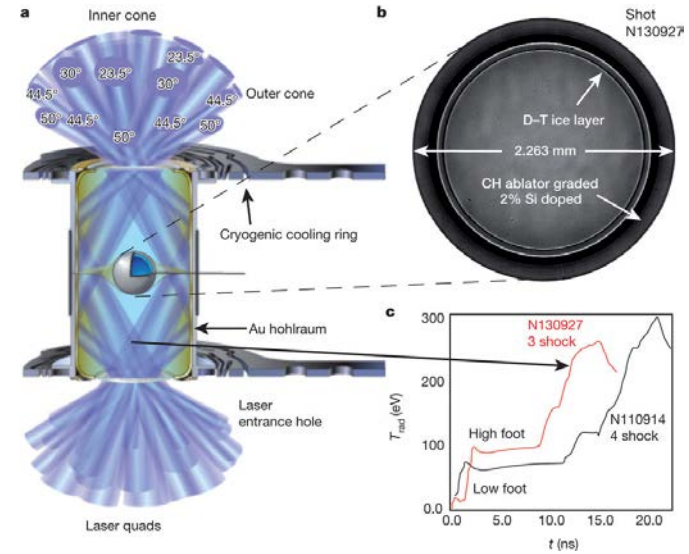 a
Inner cone
23.5°
30°
23.5°
30°
44.5°
44.5°
50°
44.5°
44.5°
50°
50°
Outer cone
Cryogenic cooling ring
Au hohlraum
Laser
entrance hole
Laser quads
b
Shot
N130927
D–T ice layer
2.263 mm
CH ablator graded
2% Si doped
c
300
200
100
0.0
T rad (eV)
N130927
3 shock
N110914
4 shock
High foot
Low foot
0.0
5.0
10.0
15.0
20.0
t (ns)